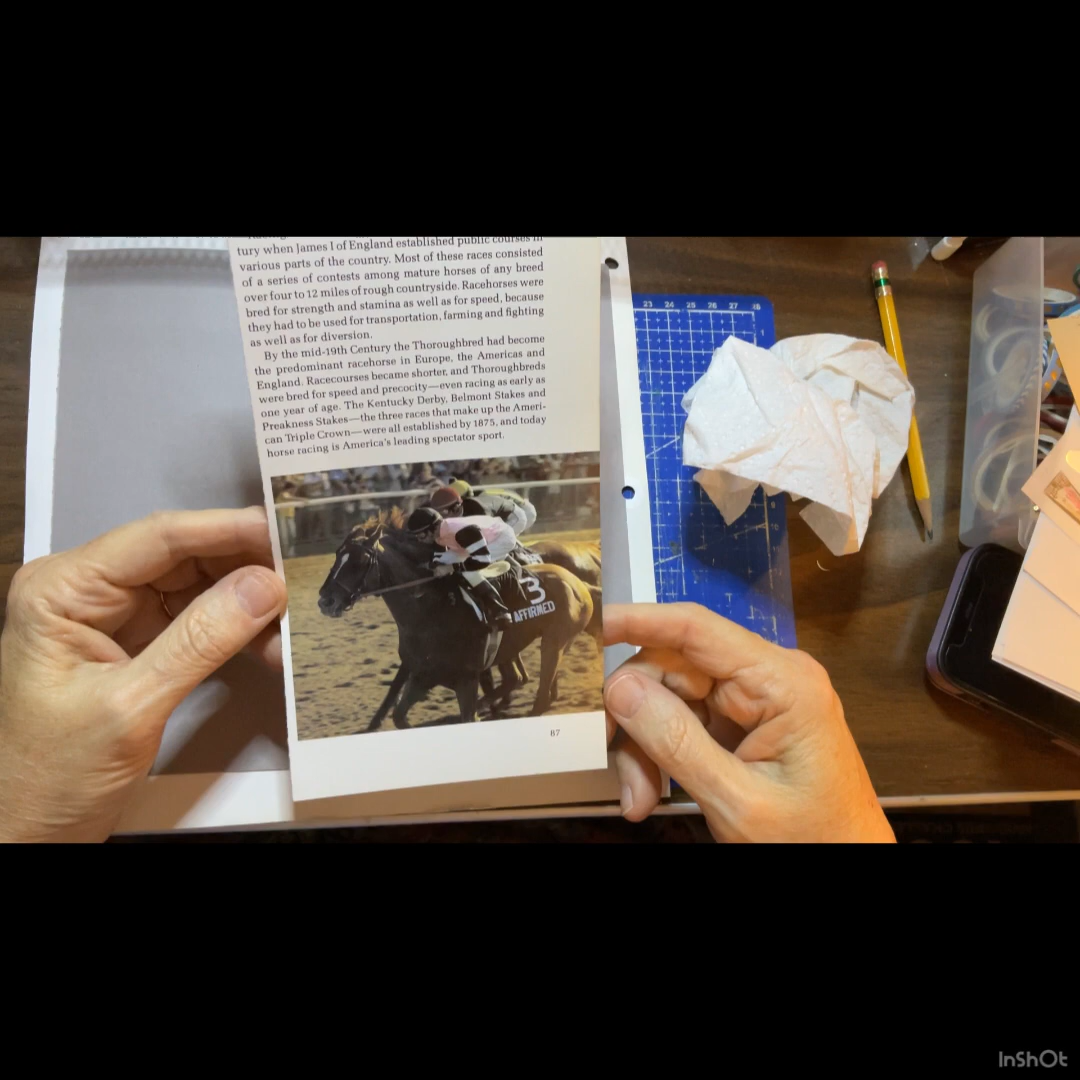 tury when James I of England established public courses in
various parts of the country. Most of these races consisted
of a series of contests among mature horses of any breed
over four to 12 miles of rough countryside. Racehorses were
bred for strength and stamina as well as for speed, because
they had to be used for transportation, farming and fighting
as well as for diversion.
By the mid-19th Century the Thoroughbred had become
the predominant racehorse in Europe, the Americas and
England. Racecourses became shorter, and Thoroughbreds
were bred for speed and precocity—even racing as early as
one year of age. The Kentucky Derby, Belmont Stakes and
Preakness Stakes—the three races that make up the Ameri-
can Triple Crown—were all established by 1875, and today
horse racing is America's leading spectator sport.
3
AFFIRMED
87
23 24 25 26 27
InShOt